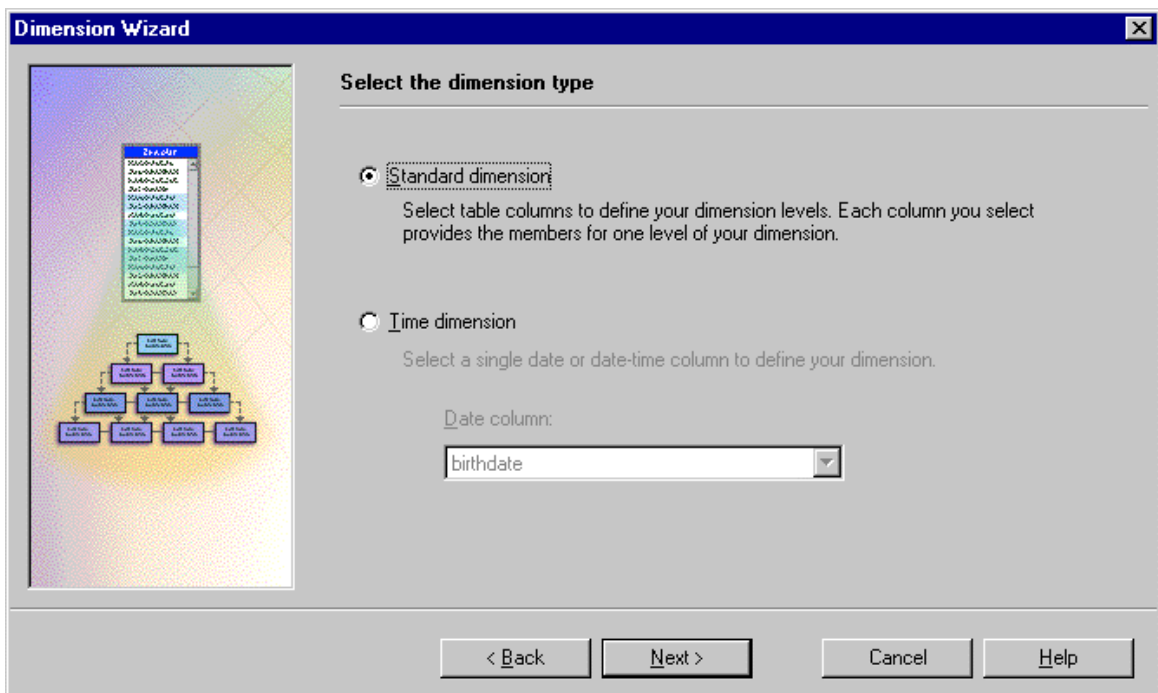 Dimension Wizard
Select the dimension type
Standard dimension
Select table columns to define your dimension levels. Each column you select
provides the members for one level of your dimension.
Time dimension
Select a single date or date-time column to define your dimension.
Date column:
birthdate
< Back
Next >
Cancel
Help